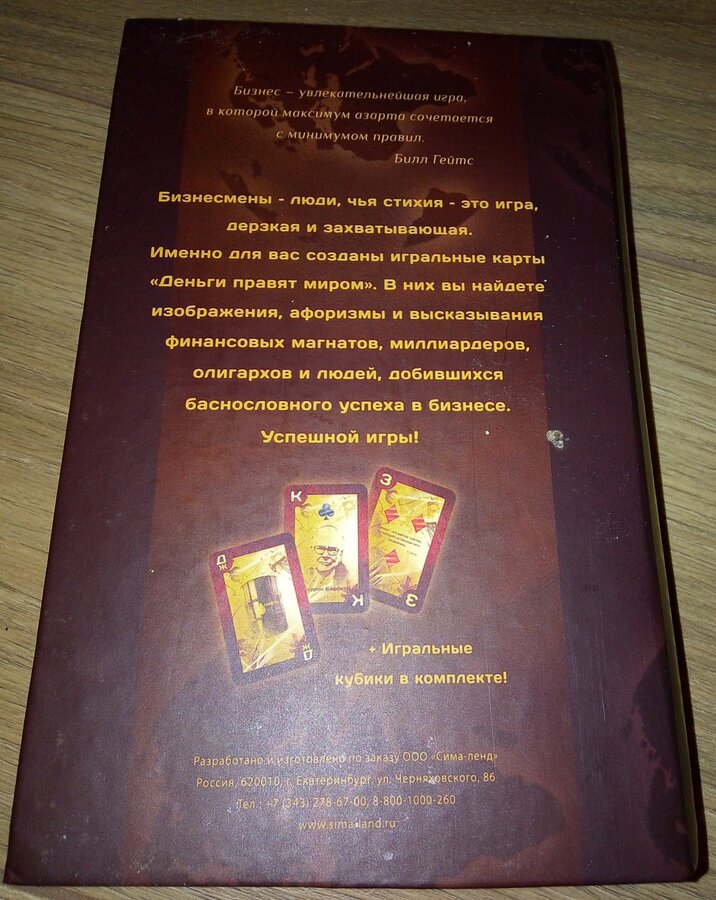 Бизнес – увлекательнейшая игра,
в которой максимум азарта сочетается
с минимумом правил.
Билл Гейтс
Бизнесмены - люди, чья стихия - это игра,
дерзкая и захватывающая.
Именно для вас созданы игральные карты
«Деньги правят миром». В них вы найдете
изображения, афоризмы и высказывания
финансовых магнатов, миллиардеров,
олигархов и людей, добившихся
баснословного успеха в бизнесе.
Успешной игры!
З
К
Дж
Баффетт
К
З
Дж
+ Игральные
кубики в комплекте!
Разработано и изготовлено по заказу ООО «Сима-ленд»
Россия, 620010, г. Екатеринбург, ул. Черняховского, 86
Тел.: +7 (343) 278-67-00, 8-800-1000-260
www.sima-land.ru